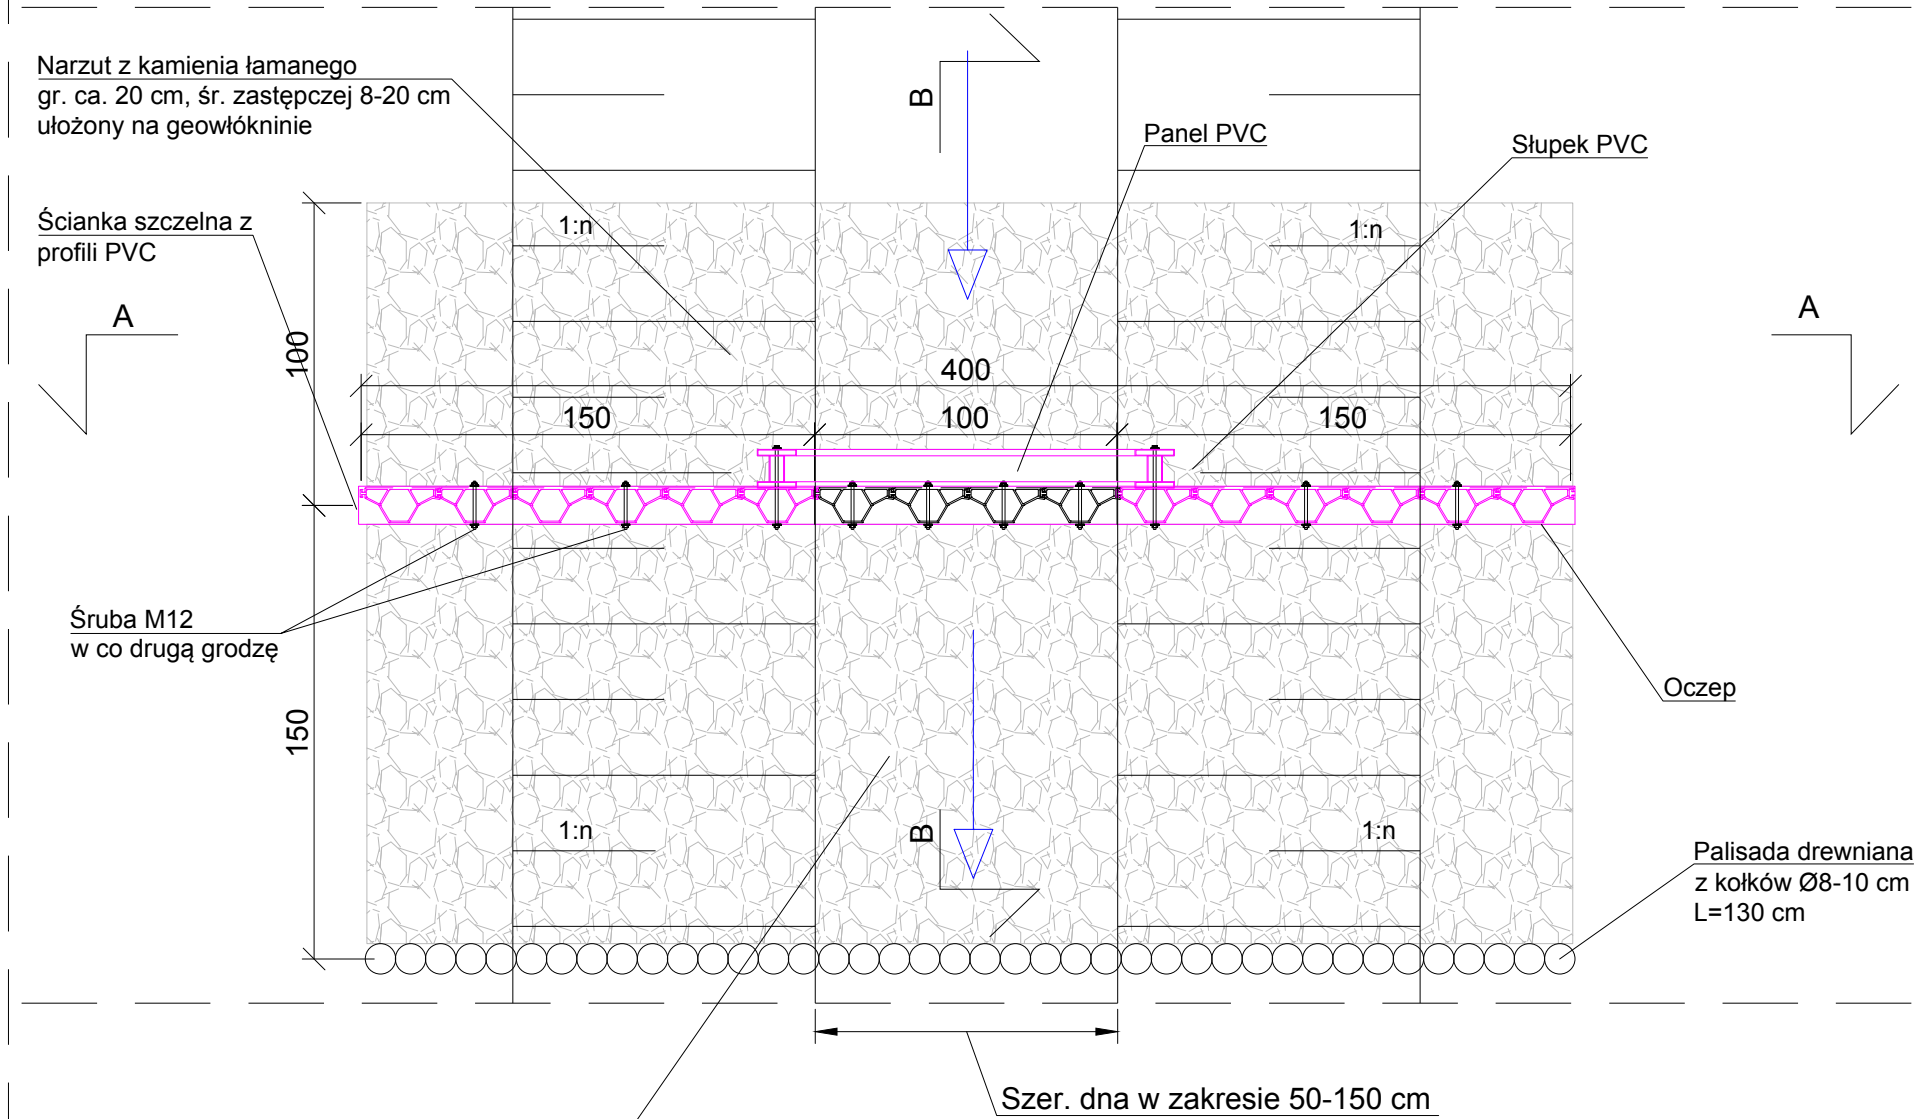 Narzut z kamienia łamanego
gr. ca. 20 cm, śr. zastępczej 8-20 cm
ułożony na geowłókninie
B
Panel PVC
Słupek PVC
Ścianka szczelna z
profili PVC
1:n
1:n
A
A
100
400
150
100
150
Śruba M12
w co drugą grodzę
Oczep
150
1:n
B
1:n
Palisada drewniana
z kołków Ø8-10 cm
L=130 cm
Szer. dna w zakresie 50-150 cm